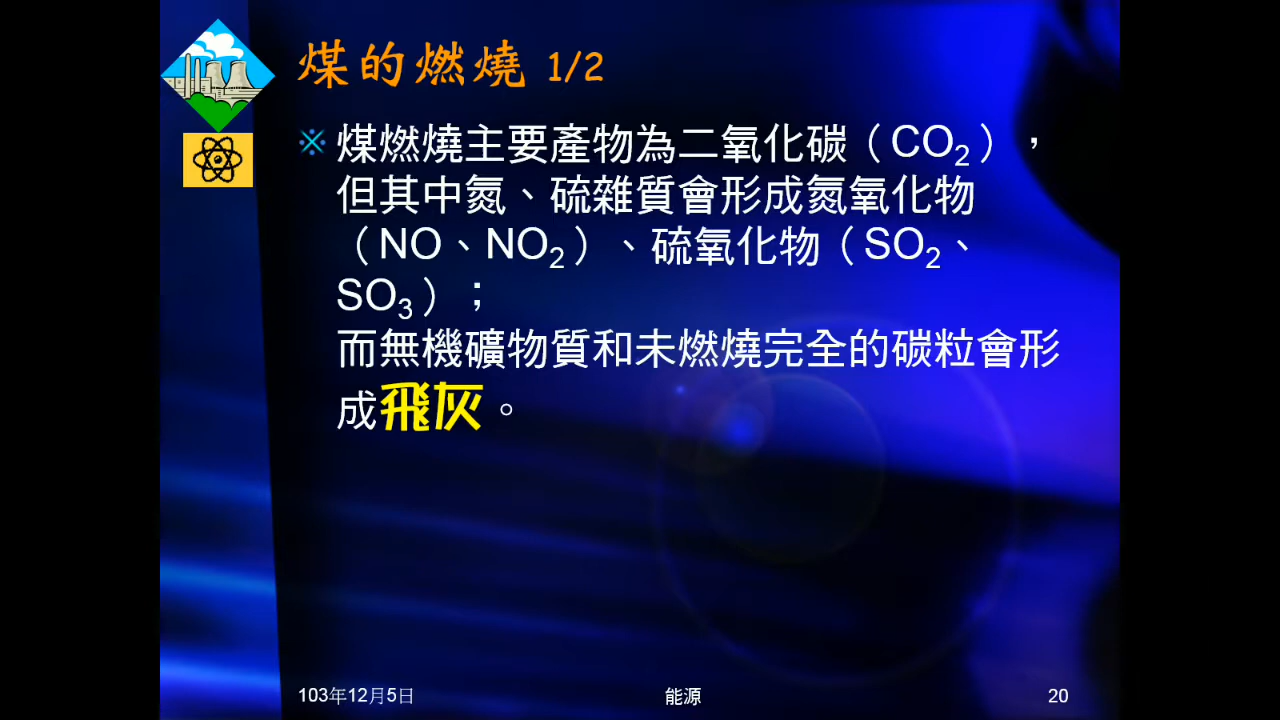 煤的燃燒 1/2
※煤燃燒主要產物為二氧化碳（CO₂），
但其中氮、硫雜質會形成氮氧化物
（NO、NO₂）、硫氧化物（SO₂、
SO₃）；
而無機礦物質和未燃燒完全的碳粒會形
成飛灰。
103年12月5日
能源
20